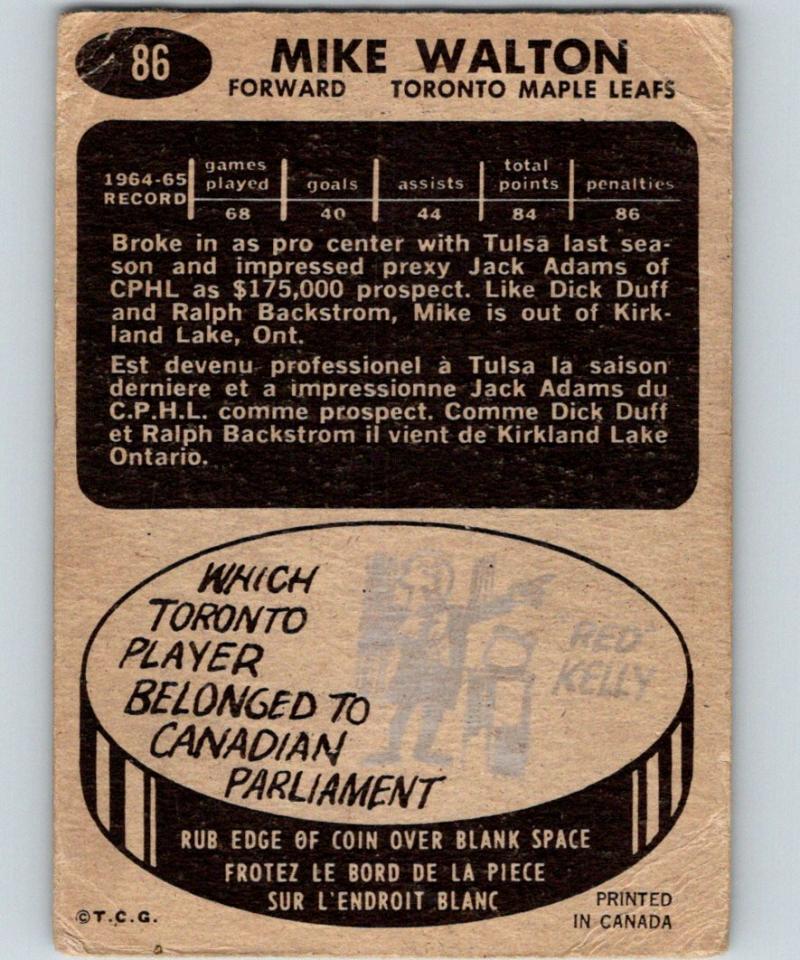 86
MIKE WALTON
FORWARD TORONTO MAPLE LEAFS
1964-65 RECORD games played goals assists total points penalties
68 40 44 84 86
Broke in as pro center with Tulsa last sea-
son and impressed prexy Jack Adams of
CPHL as $175,000 prospect. Like Dick Duff
and Ralph Backstrom, Mike is out of Kirk-
land Lake, Ont.
Est devenu professionel à Tulsa la saison
derniere et a impressionne Jack Adams du
C.P.H.L. comme prospect. Comme Dick Duff
et Ralph Backstrom il vient de Kirkland Lake
Ontario.
WHICH
TORONTO
PLAYER
BELONGED TO
CANADIAN
PARLIAMENT
"RED"
KELLY
RUB EDGE OF COIN OVER BLANK SPACE
FROTEZ LE BORD DE LA PIECE
SUR L'ENDROIT BLANC
©T.C.G.
PRINTED
IN CANADA